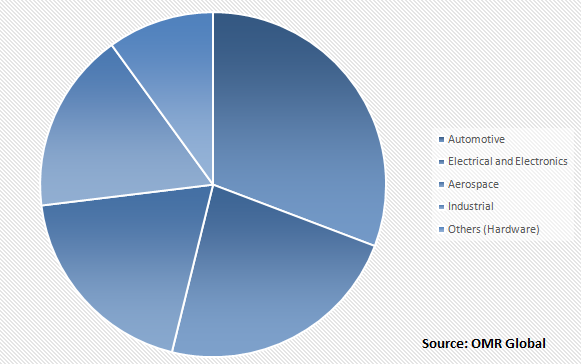 Automotive
Electrical and Electronics
Aerospace
Industrial
Others (Hardware)
Source: OMR Global